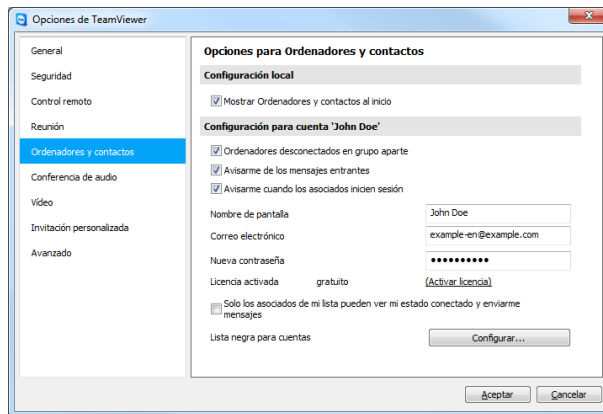 Opciones de TeamViewer
General
Seguridad
Control remoto
Reunión
Ordenadores y contactos
Conferencia de audio
Vídeo
Invitación personalizada
Avanzado
Opciones para Ordenadores y contactos
Configuración local
Mostrar Ordenadores y contactos al inicio
Configuración para cuenta 'John Doe'
Ordenadores desconectados en grupo aparte
Avisarme de los mensajes entrantes
Avisarme cuando los asociados inicien sesión
Nombre de pantalla John Doe
Correo electrónico example-en@example.com
Nueva contraseña ••••••••••
Licencia activada gratuito (Activar licencia)
Solo los asociados de mi lista pueden ver mi estado conectado y enviarme
mensajes
Lista negra para cuentas Configurar...
Aceptar Cancelar